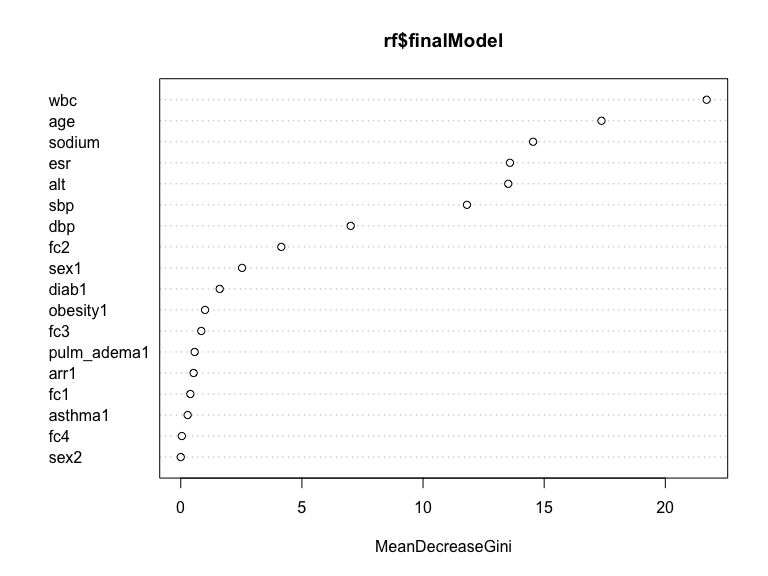 rf$finalModel
wbc
age
sodium
esr
alt
sbp
dbp
fc2
sex1
diab1
obesity1
fc3
pulm_adema1
arr1
fc1
asthma1
fc4
sex2
0 5 10 15 20
MeanDecreaseGini